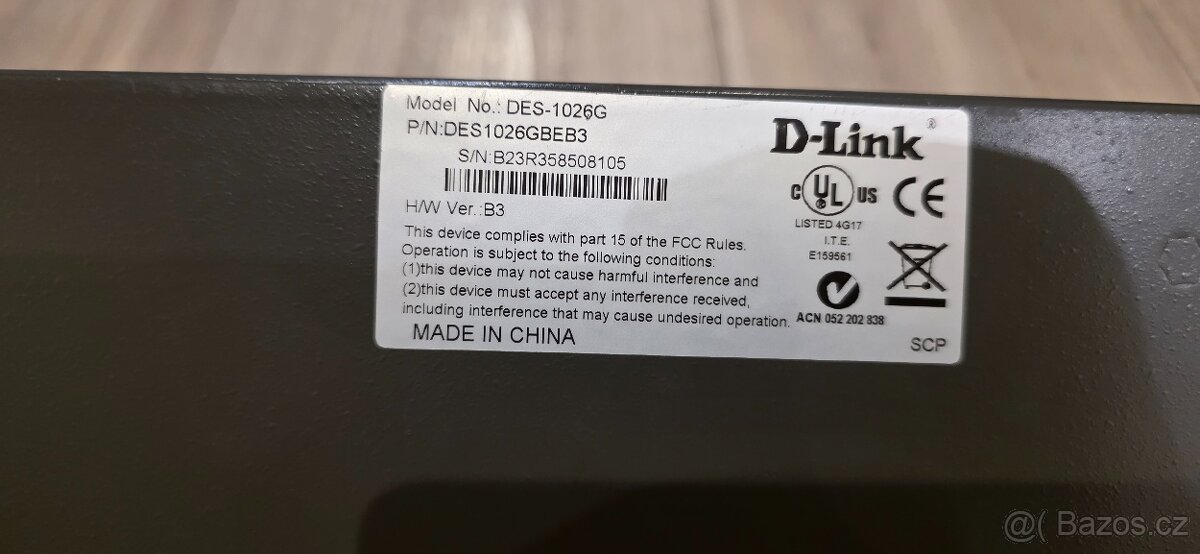 Model No.: DES-1026G
P/N:DES1026GBEB3
S/N:B23R358508105
H/W Ver.:B3
This device complies with part 15 of the FCC Rules.
Operation is subject to the following conditions:
(1)this device may not cause harmful interference and
(2)this device must accept any interference received,
including interference that may cause undesired operation.
MADE IN CHINA
D-Link®
C UL® US CE
LISTED 4G17
I.T.E.
E159561
ACN 052 202 838
SCP
@( Bazos.cz